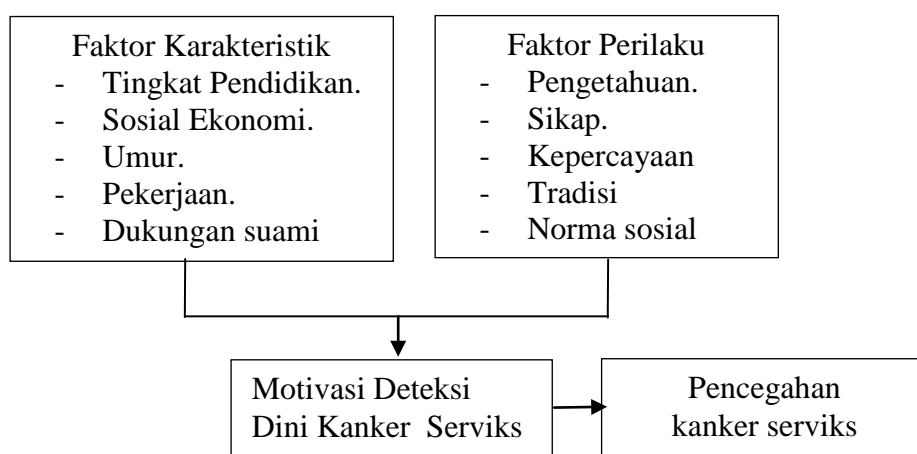 Faktor Karakteristik
- Tingkat Pendidikan.
- Sosial Ekonomi.
- Umur.
- Pekerjaan.
- Dukungan suami
Faktor Perilaku
- Pengetahuan.
- Sikap.
- Kepercayaan
- Tradisi
- Norma sosial
Motivasi Deteksi
Dini Kanker Serviks
Pencegahan
kanker serviks